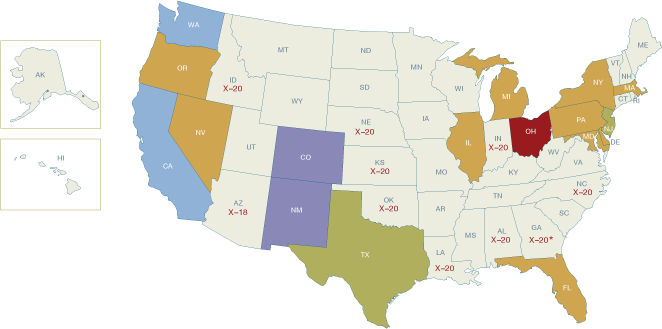 WA
ME
MT
ND
VT
MN
NH
OR
ID
X-20
SD
WI
NY
MA
AK
MI
CT
RI
WY
IA
PA
NE
X-20
NJ
NV
OH
IL
IN
X-20
MD
DE
UT
CO
WV
HI
CA
KS
X-20
MO
VA
KY
NC
X-20
TN
AZ
X-18
NM
OK
X-20
AR
SC
MS
AL
X-20
GA
X-20*
TX
LA
X-20
FL